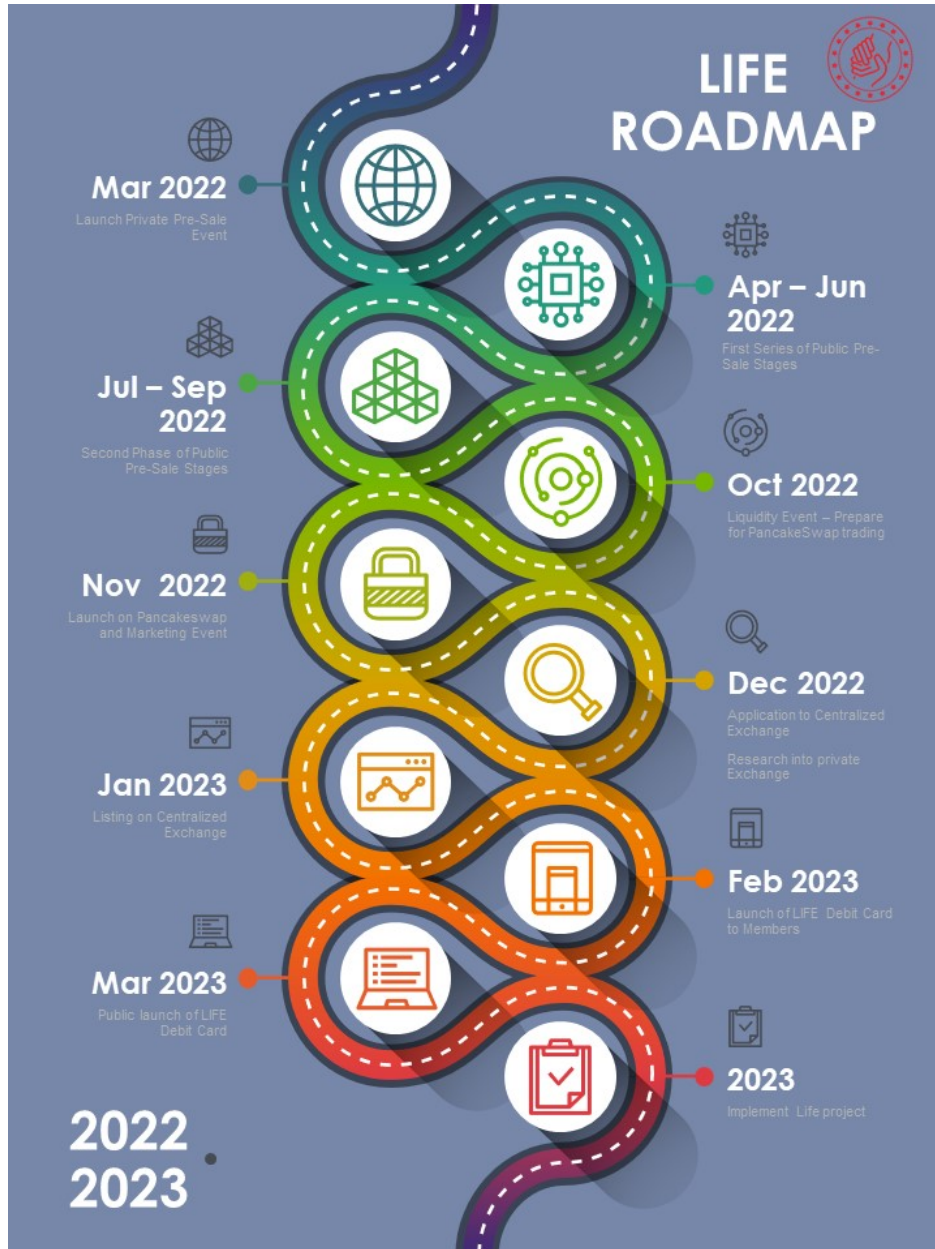 LIFE
ROADMAP
Mar 2022
Launch Private Pre-Sale
Event
Apr – Jun
2022
First Series of Public Pre-
Sale Stages
Jul – Sep
2022
Second Phase of Public
Pre-Sale Stages
Oct 2022
Liquidity Event – Prepare
for PancakeSwap trading
Nov 2022
Launch on Pancakeswap
and Marketing Event
Dec 2022
Application to Centralized
Exchange
Research into private
Exchange
Jan 2023
Listing on Centralized
Exchange
Feb 2023
Launch of LIFE Debit Card
to Members
Mar 2023
Public launch of LIFE
Debit Card
2023
Implement Life project
2022
2023